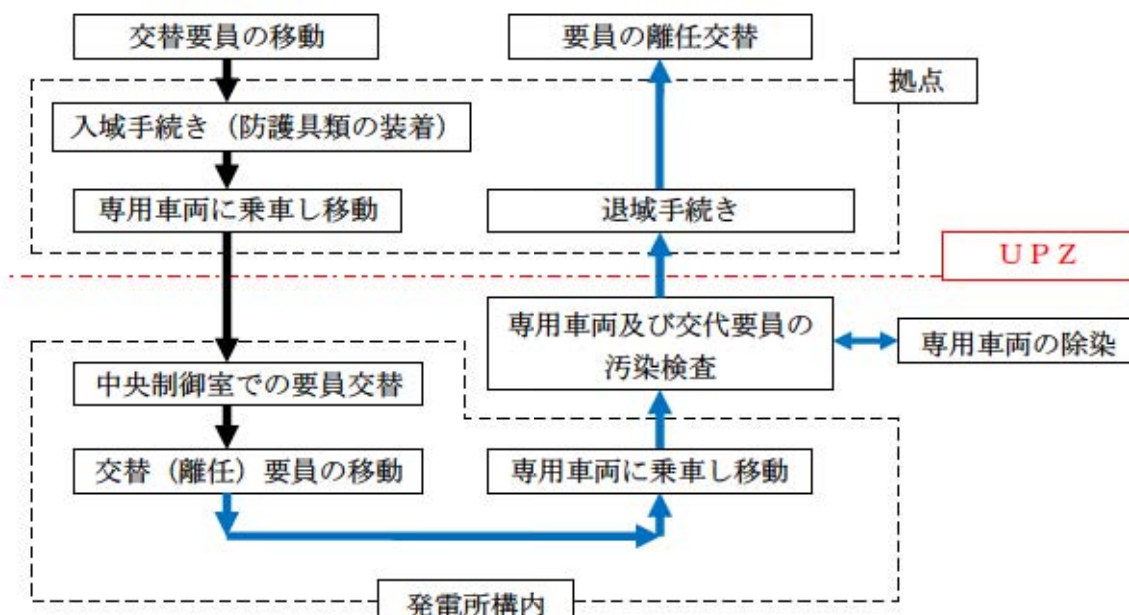 交替要員の移動
要員の離任交替
拠点
入域手続き（防護具類の装着）
専用車両に乗車し移動
退域手続き
ＵＰＺ
専用車両及び交代要員の
汚染検査
専用車両の除染
中央制御室での要員交替
交替（離任）要員の移動
専用車両に乗車し移動
発電所構内